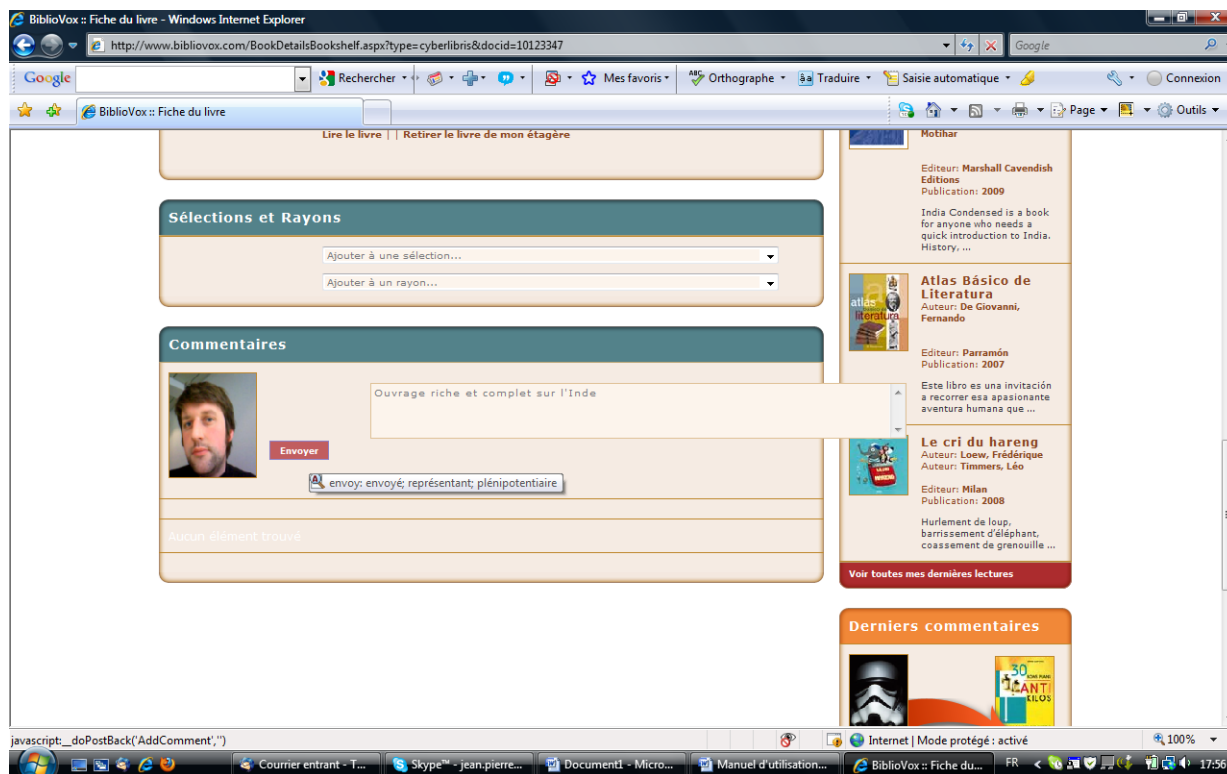 BiblioVox :: Fiche du livre - Windows Internet Explorer
http://www.bibliovox.com/BookDetailsBookshelf.aspx?type=cyberlibris&docid=10123347
Google
Google
Rechercher
Mes favoris
ABC
Orthographe
Traduire
Saisie automatique
Connexion
BiblioVox :: Fiche du livre
Page
Outils
Lire le livre | | Retirer le livre de mon étagère
Sélections et Rayons
Ajouter à une sélection...
Ajouter à un rayon...
Commentaires
Ouvrage riche et complet sur l'Inde
Envoyer
envoy: envoyé; représentant; plénipotentiaire
Aucun élément trouvé
Motihar
Editeur: Marshall Cavendish
Editions
Publication: 2009
India Condensed is a book
for anyone who needs a
quick introduction to India.
History, ...
atlas
literatura
Atlas Básico de
Literatura
Auteur: De Giovanni,
Fernando
Editeur: Parramón
Publication: 2007
Este libro es una invitación
a recorrer esa apasionante
aventura humana que ...
Le cri du hareng
Auteur: Loew, Frédérique
Auteur: Timmers, Léo
Editeur: Milan
Publication: 2008
Hurlement de loup,
barrissement d'éléphant,
coassement de grenouille ...
Voir toutes mes dernières lectures
Derniers commentaires
30
ANTI
KILOS
javascript:__doPostBack('AddComment','')
Internet | Mode protégé : activé
100%
Courrier entrant - T...
Skype™ - jean.pierre...
Document1 - Micro...
Manuel d'utilisation...
BiblioVox :: Fiche du...
FR
17:56